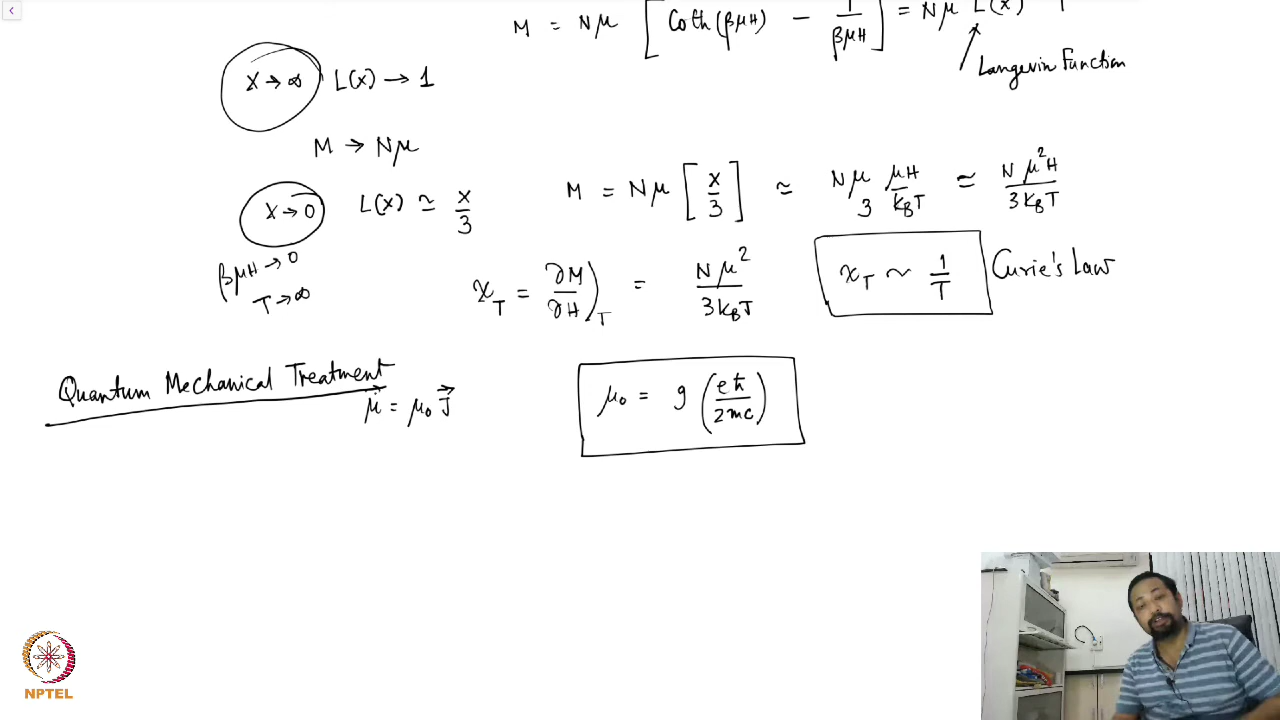 M = Nμ [ Coth(βμH) − 1/βμH ] = Nμ L(x)
Langevin Function
x → ∞ L(x) → 1
M → Nμ
x → 0 L(x) ≃ x/3
M = Nμ [ x/3 ] ≃ Nμ/3 μH/k_BT ≃ Nμ²H/3k_BT
βμH → 0
T → ∞
χ_T = ∂M/∂H )_T = Nμ²/3k_BT
χ_T ~ 1/T Curie's Law
Quantum Mechanical Treatment
μ⃗ = μ₀ J⃗
μ₀ = g (eħ/2mc)
NPTEL